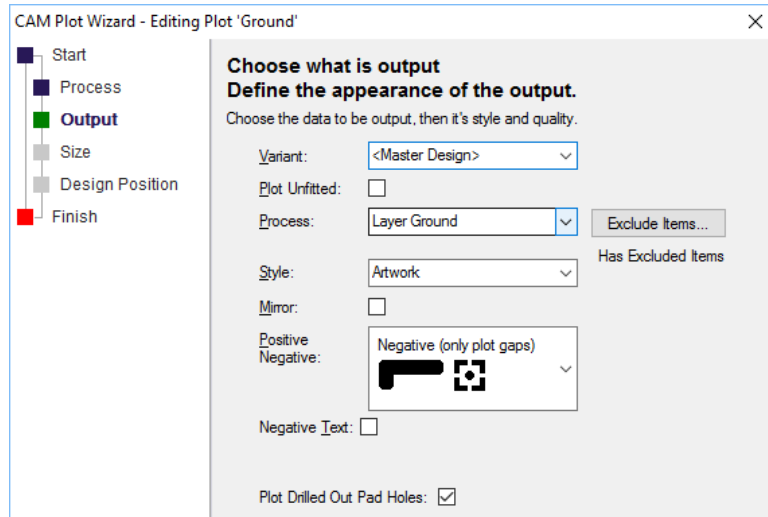 CAM Plot Wizard - Editing Plot 'Ground'
Start
Process
Output
Size
Design Position
Finish
Choose what is output
Define the appearance of the output.
Choose the data to be output, then it's style and quality.
Variant: <Master Design>
Plot Unfitted:
Process: Layer Ground Exclude Items...
Has Excluded Items
Style: Artwork
Mirror:
Positive
Negative:
Negative (only plot gaps)
Negative Text:
Plot Drilled Out Pad Holes: